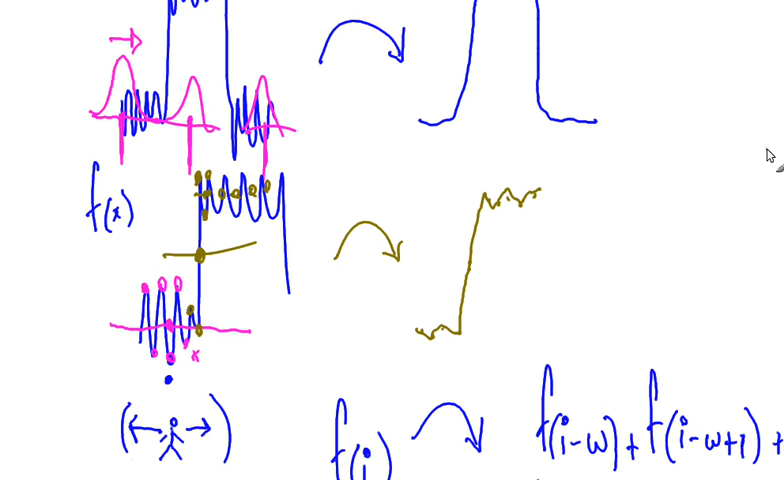 f(x)
x
f(i) f(i-w) + f(i-w+1) +